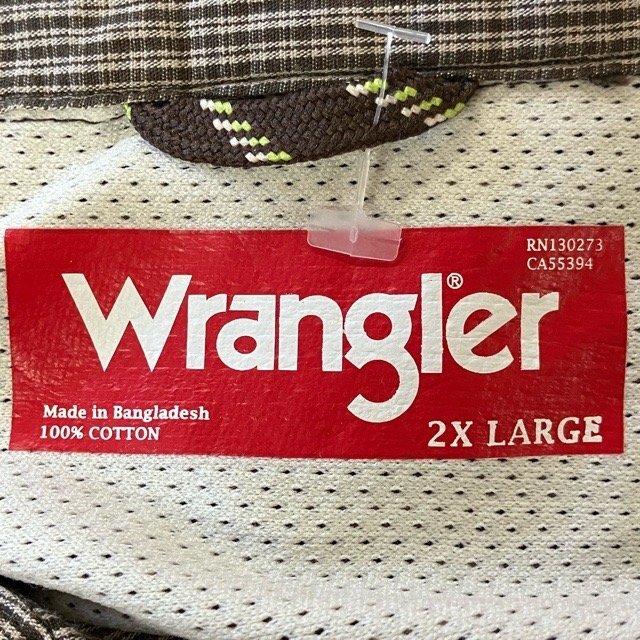 RN130273
CA55394
Wrangler®
Made in Bangladesh
100% COTTON
2X LARGE